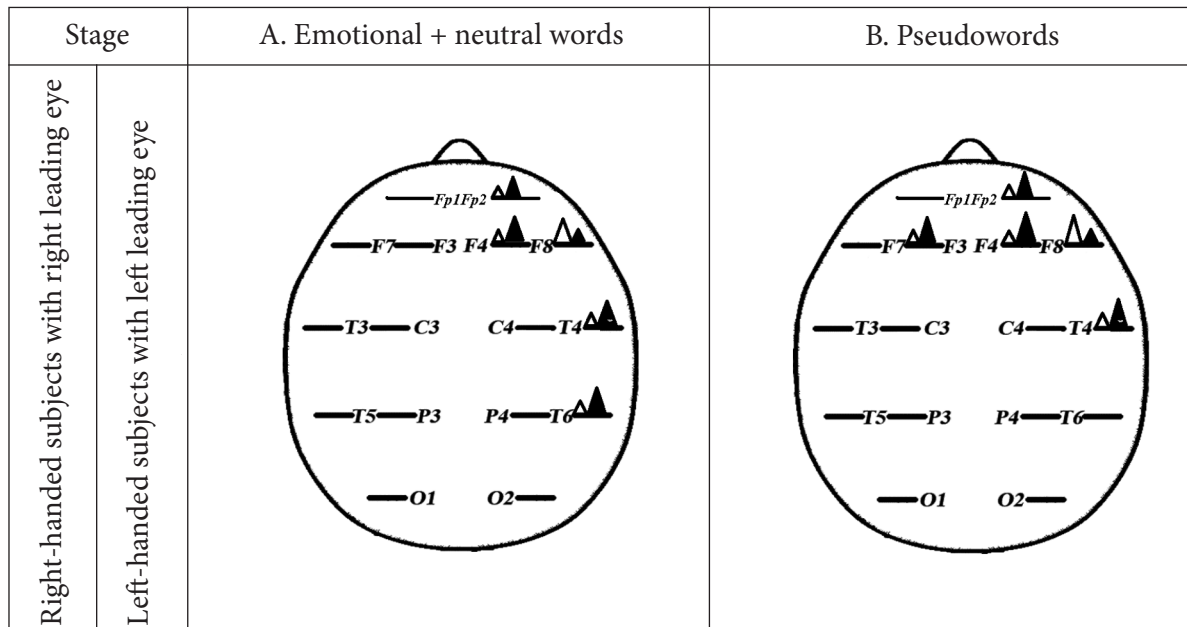 Stage
A. Emotional + neutral words
B. Pseudowords
Right-handed subjects with right leading eye
Left-handed subjects with left leading eye
Fp1Fp2
F7 F3 F4 F8
T3 C3 C4 T4
T5 P3 P4 T6
O1 O2
Fp1Fp2
F7 F3 F4 F8
T3 C3 C4 T4
T5 P3 P4 T6
O1 O2